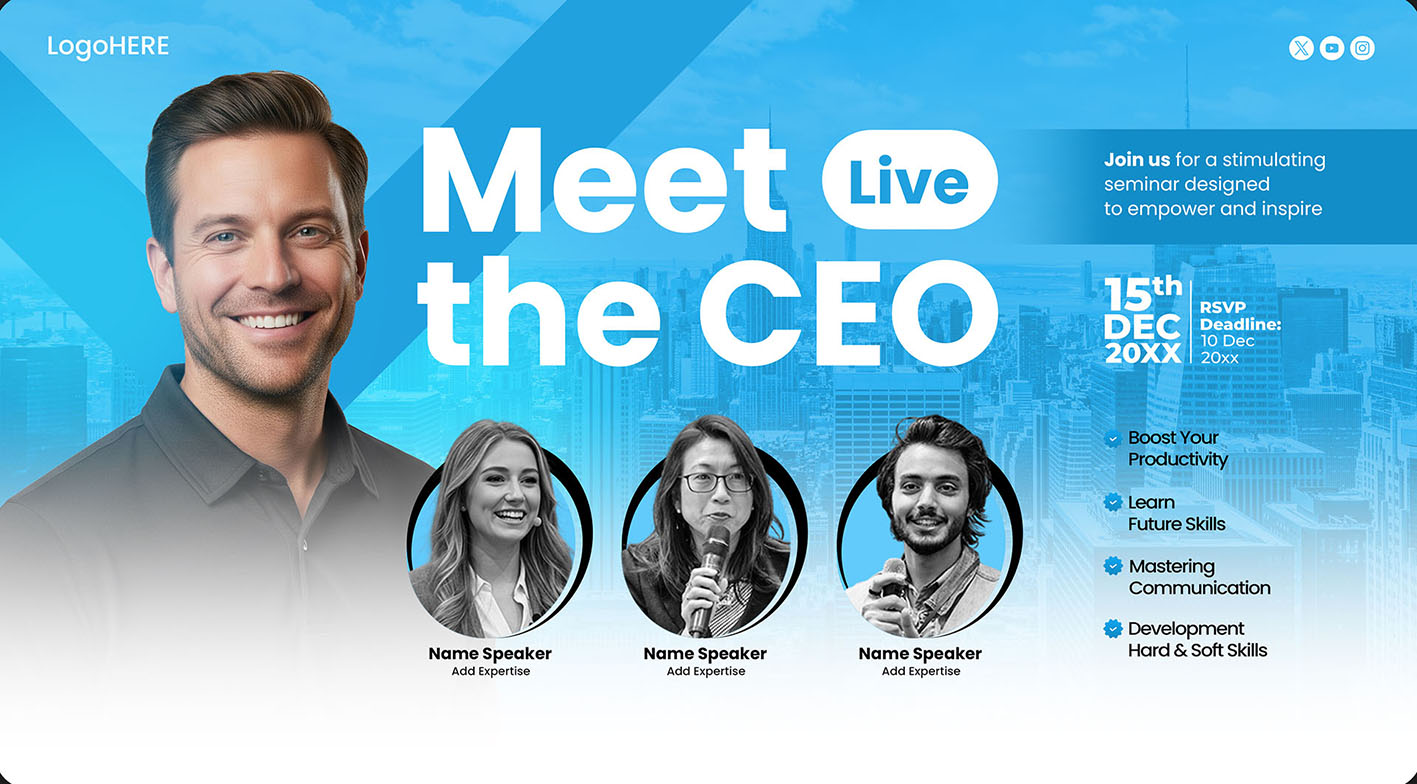 LogoHERE
Meet Live
the CEO
Join us for a stimulating
seminar designed
to empower and inspire
15th
DEC
20XX
RSVP
Deadline:
10 Dec
20xx
Boost Your
Productivity
Learn
Future Skills
Mastering
Communication
Development
Hard & Soft Skills
Name Speaker
Add Expertise
Name Speaker
Add Expertise
Name Speaker
Add Expertise